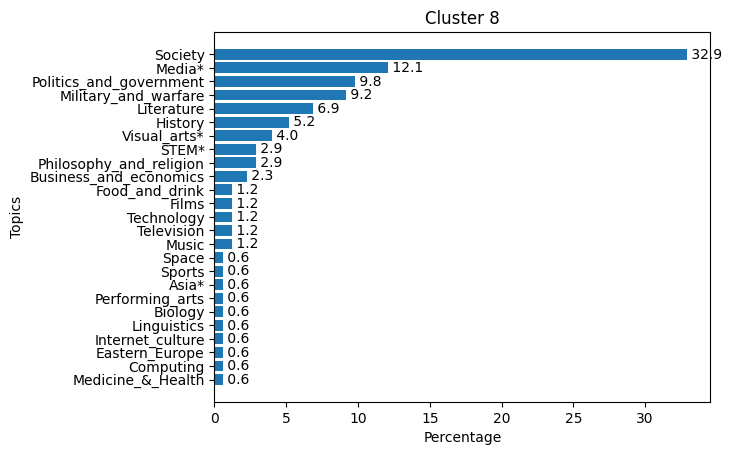 Cluster 8
Topics
Society 32.9
Media* 12.1
Politics_and_government 9.8
Military_and_warfare 9.2
Literature 6.9
History 5.2
Visual_arts* 4.0
STEM* 2.9
Philosophy_and_religion 2.9
Business_and_economics 2.3
Food_and_drink 1.2
Films 1.2
Technology 1.2
Television 1.2
Music 1.2
Space 0.6
Sports 0.6
Asia* 0.6
Performing_arts 0.6
Biology 0.6
Linguistics 0.6
Internet_culture 0.6
Eastern_Europe 0.6
Computing 0.6
Medicine_&_Health 0.6
0 5 10 15 20 25 30
Percentage